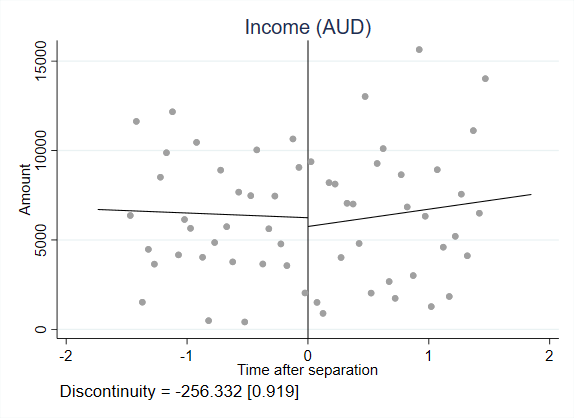 Income (AUD)
15000
10000
5000
0
Amount
-2 -1 0 1 2
Time after separation
Discontinuity = -256.332 [0.919]